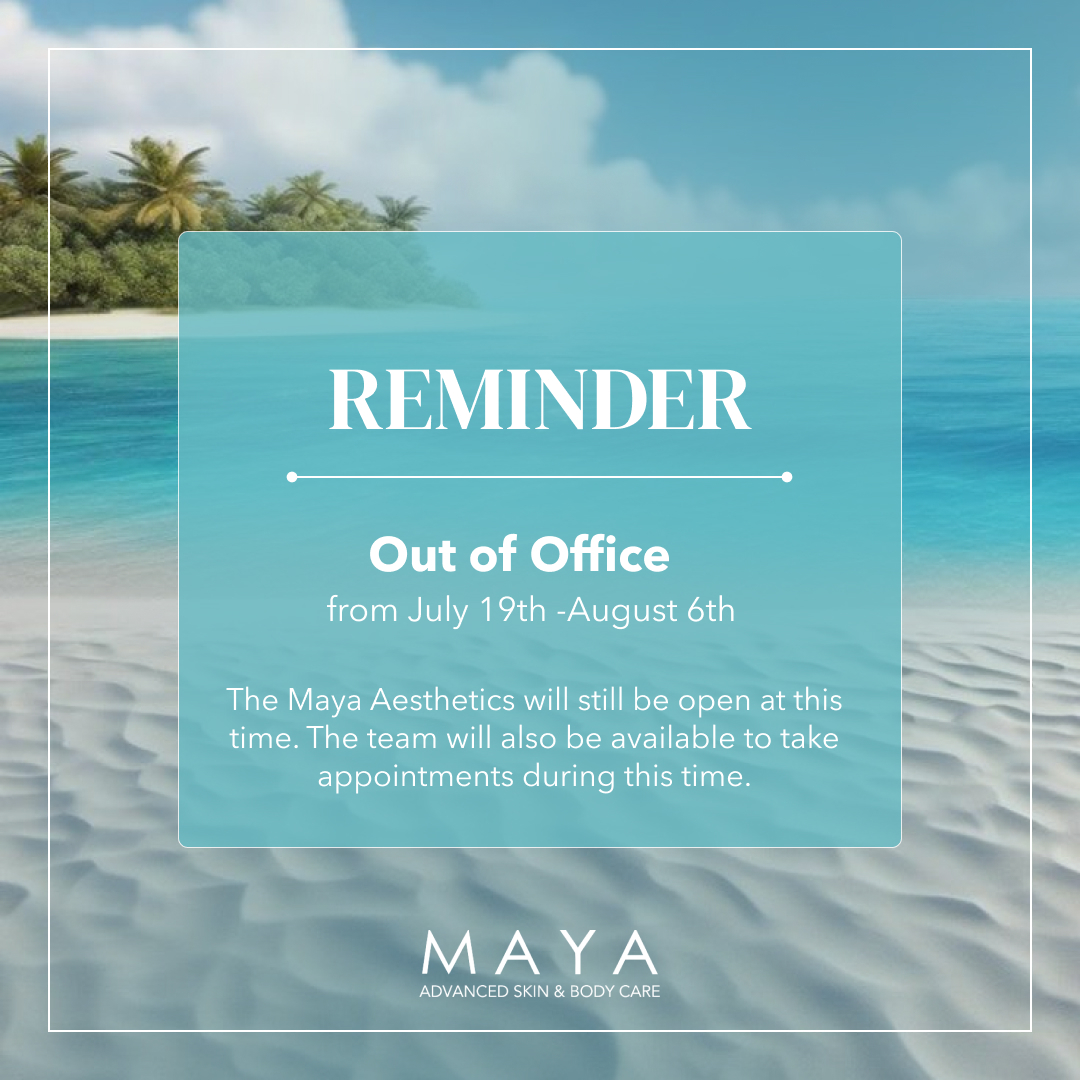 REMINDER
Out of Office
from July 19th -August 6th
The Maya Aesthetics will still be open at this
time. The team will also be available to take
appointments during this time.
MAYA
ADVANCED SKIN & BODY CARE